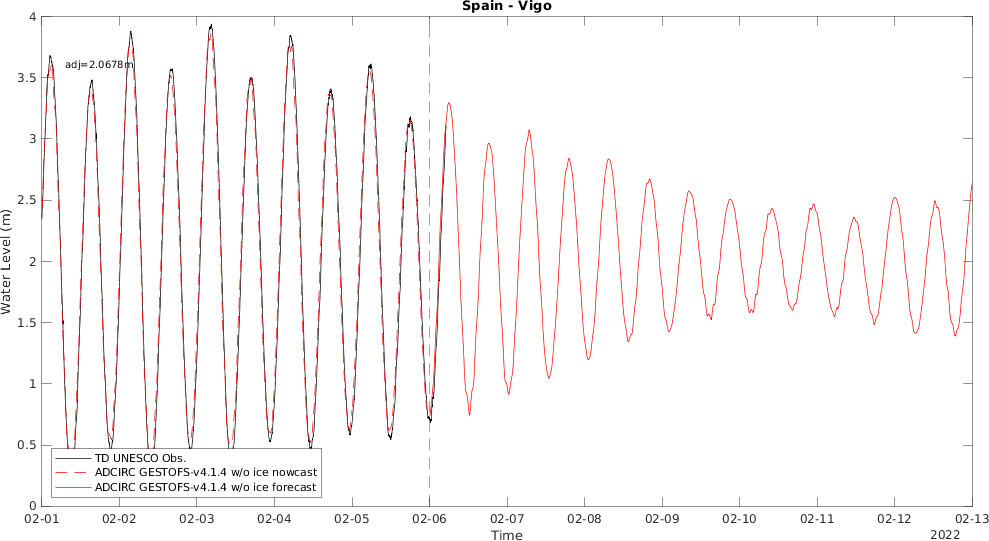 Spain - Vigo
4
adj=2.0678m
3.5
3
2.5
2
1.5
1
0.5
0
Water Level (m)
TD UNESCO Obs.
ADCIRC GESTOFS-v4.1.4 w/o ice nowcast
ADCIRC GESTOFS-v4.1.4 w/o ice forecast
02-01 02-02 02-03 02-04 02-05 02-06 02-07 02-08 02-09 02-10 02-11 02-12 02-13
Time
2022